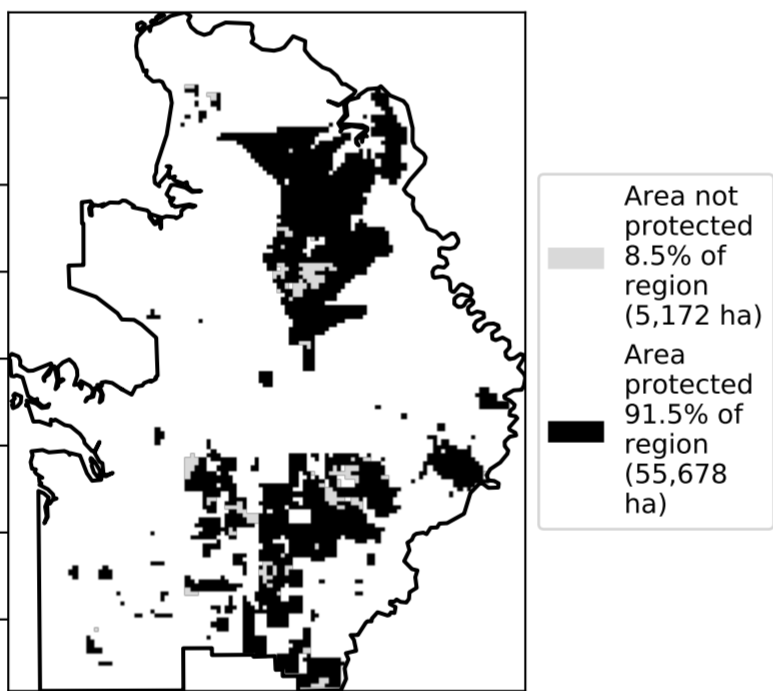 Area not
protected
8.5% of
region
(5,172 ha)
Area
protected
91.5% of
region
(55,678
ha)